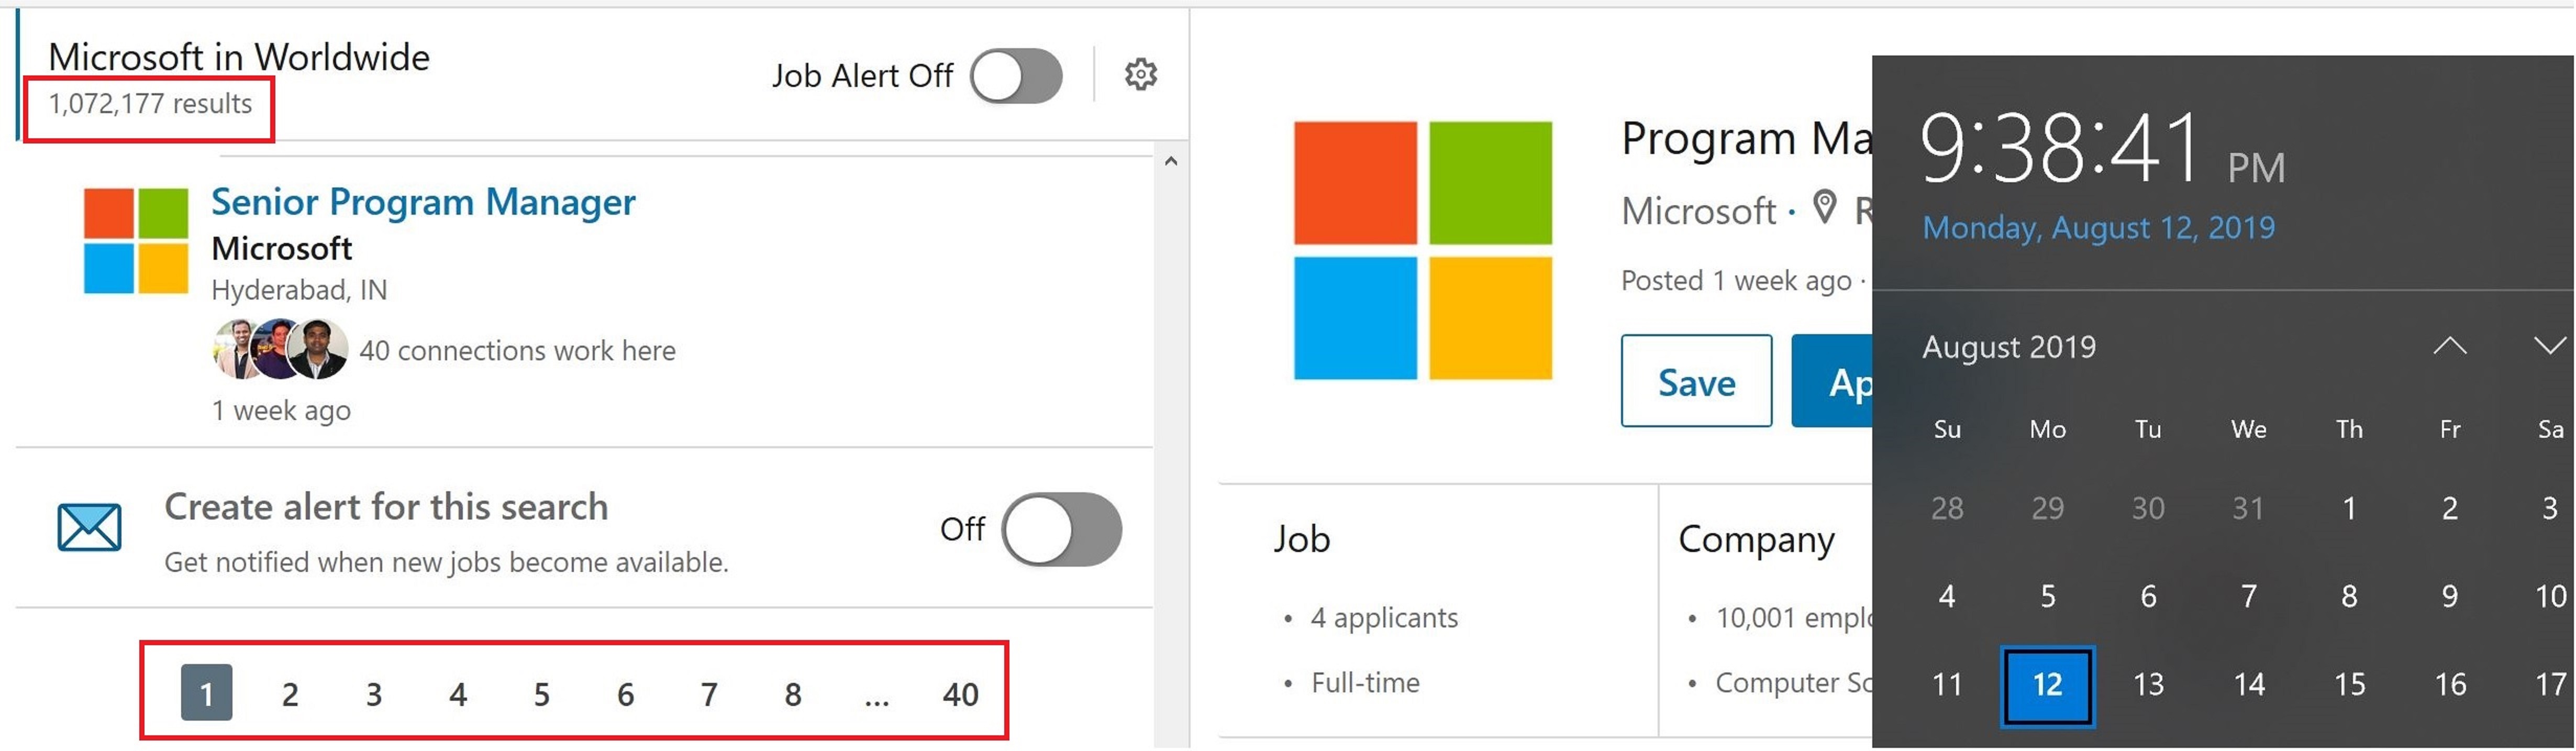 Microsoft in Worldwide
1,072,177 results
Job Alert Off
Senior Program Manager
Microsoft
Hyderabad, IN
40 connections work here
1 week ago
Create alert for this search
Get notified when new jobs become available.
Off
1 2 3 4 5 6 7 8 ... 40
Program Ma
Microsoft · R
Posted 1 week ago ·
Save
Ap
Job
• 4 applicants
• Full-time
Company
• 10,001 emplo
• Computer Sc
9:38:41 PM
Monday, August 12, 2019
August 2019
Su Mo Tu We Th Fr Sa
28 29 30 31 1 2 3
4 5 6 7 8 9 10
11 12 13 14 15 16 17